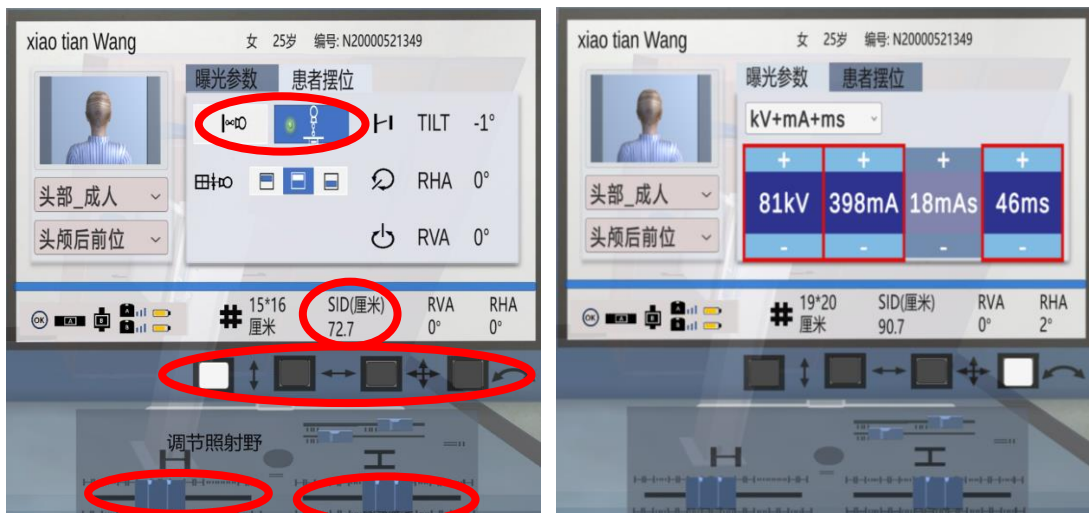 xiao tian Wang
女 25岁 编号: N20000521349
曝光参数 患者摆位
TILT -1°
头部_成人
RHA 0°
头颅后前位
RVA 0°
OK A B
15*16 SID(厘米) RVA RHA
厘米 72.7 0° 0°
调节照射野
xiao tian Wang
女 25岁 编号: N20000521349
曝光参数 患者摆位
kV+mA+ms
+ + + +
头部_成人
81kV 398mA 18mAs 46ms
头颅后前位
- - - -
OK B
19*20 SID(厘米) RVA RHA
厘米 90.7 0° 2°